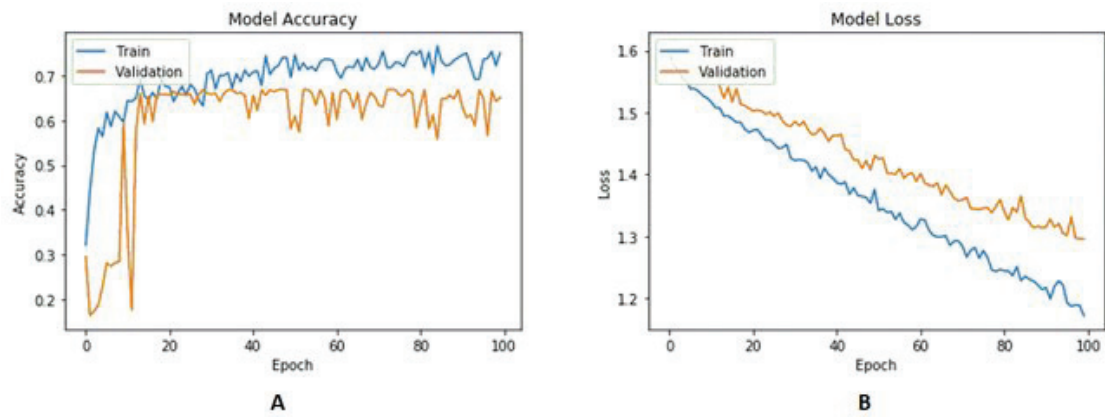 Model Accuracy
Train
Validation
0.7
0.6
0.5
0.4
0.3
0.2
Accuracy
0 20 40 60 80 100
Epoch
A
Model Loss
Train
Validation
1.6
1.5
1.4
1.3
1.2
Loss
0 20 40 60 80 100
Epoch
B